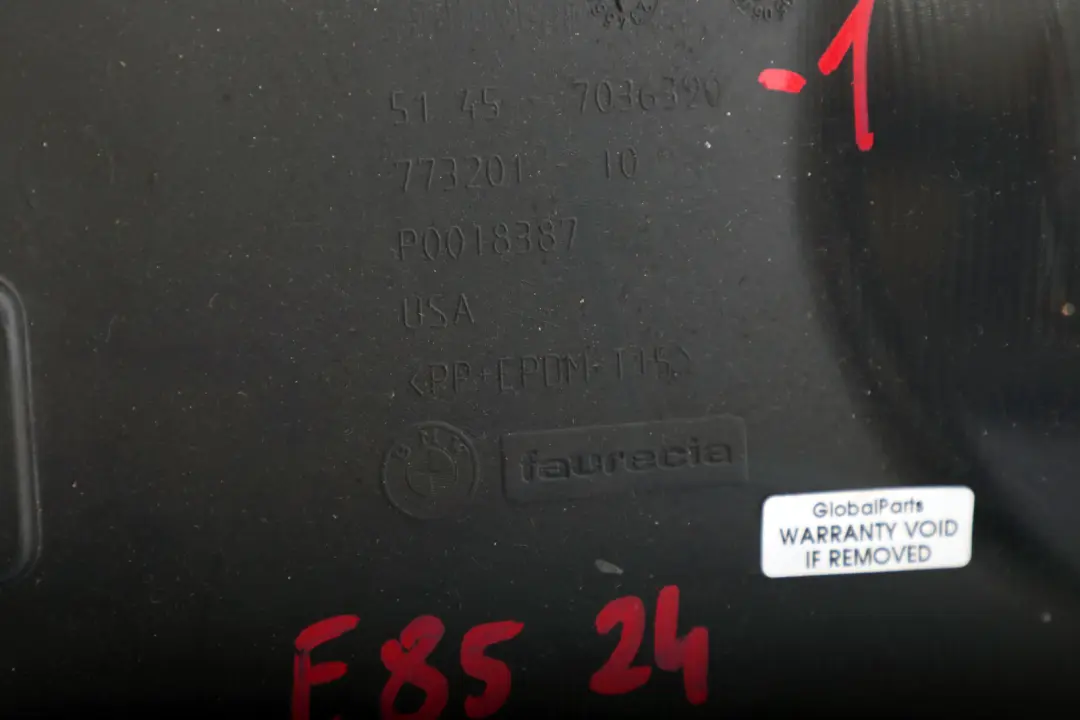 -1
51 45 - 7036390
773201 - 10
P0018387
USA
<PP+EPDM-T15>
BMW
faurecia
GlobalParts
WARRANTY VOID
IF REMOVED
E85 24